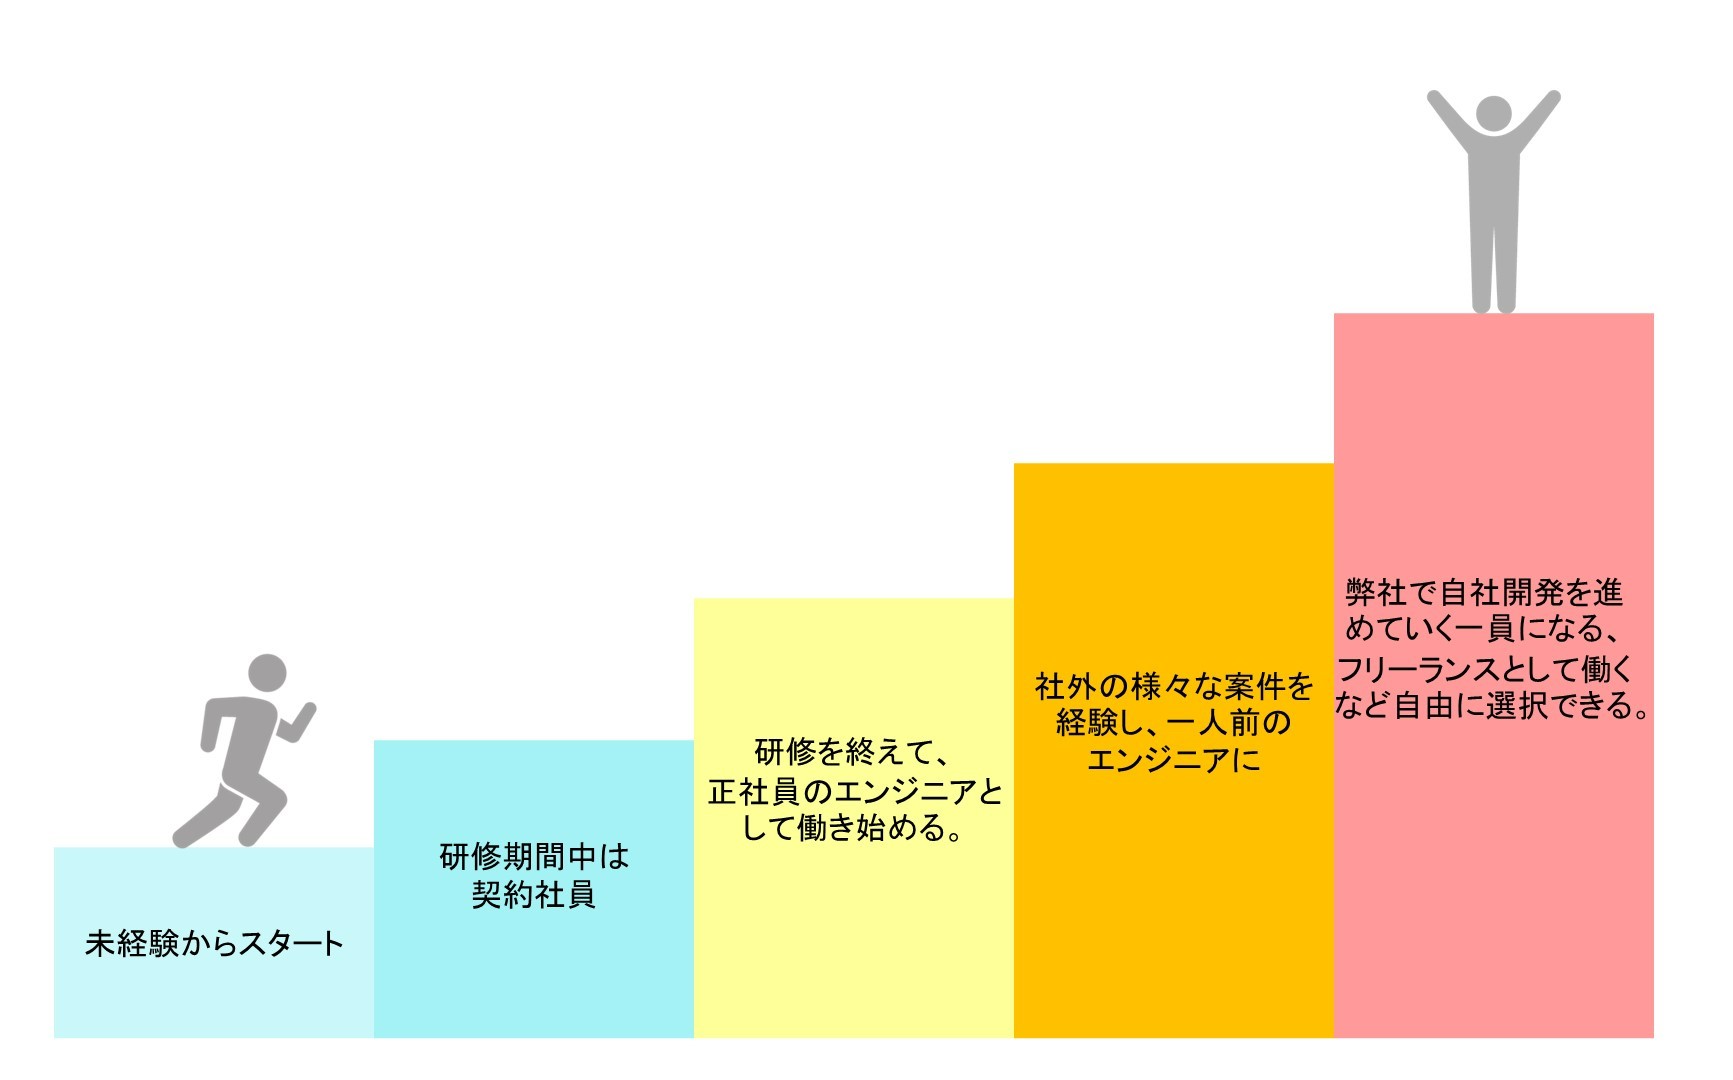 未経験からスタート
研修期間中は
契約社員
研修を終えて、
正社員のエンジニアと
して働き始める。
社外の様々な案件を
経験し、一人前の
エンジニアに
弊社で自社開発を進
めていく一員になる、
フリーランスとして働く
など自由に選択できる。